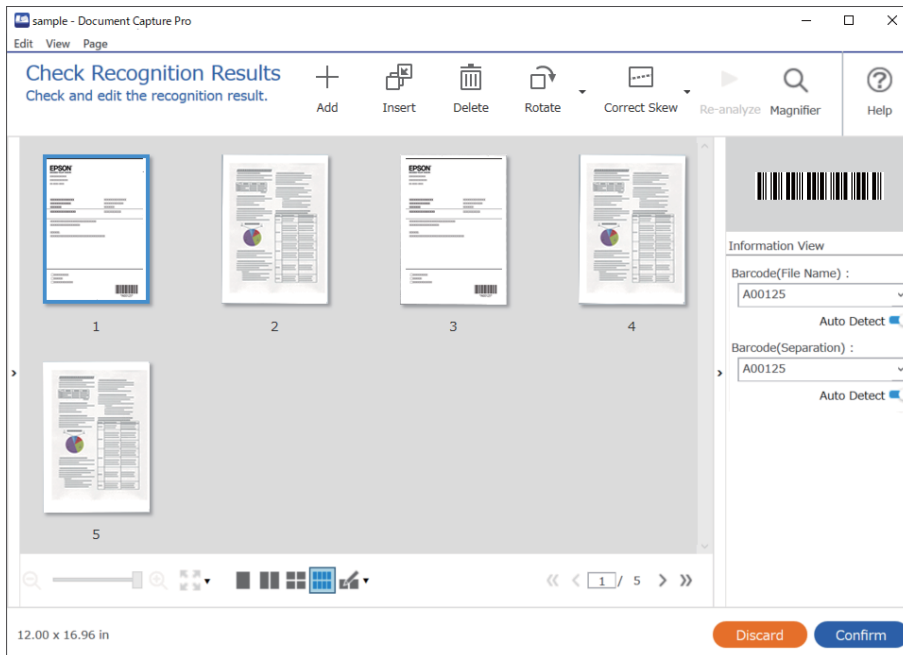 sample - Document Capture Pro
Edit View Page
Check Recognition Results
Check and edit the recognition result.
Add
Insert
Delete
Rotate
Correct Skew
Re-analyze
Magnifier
Help
EPSON
EPSON
1
2
3
4
5
Information View
Barcode(File Name) :
A00125
Auto Detect
Barcode(Separation) :
A00125
Auto Detect
1 / 5
12.00 x 16.96 in
Discard
Confirm